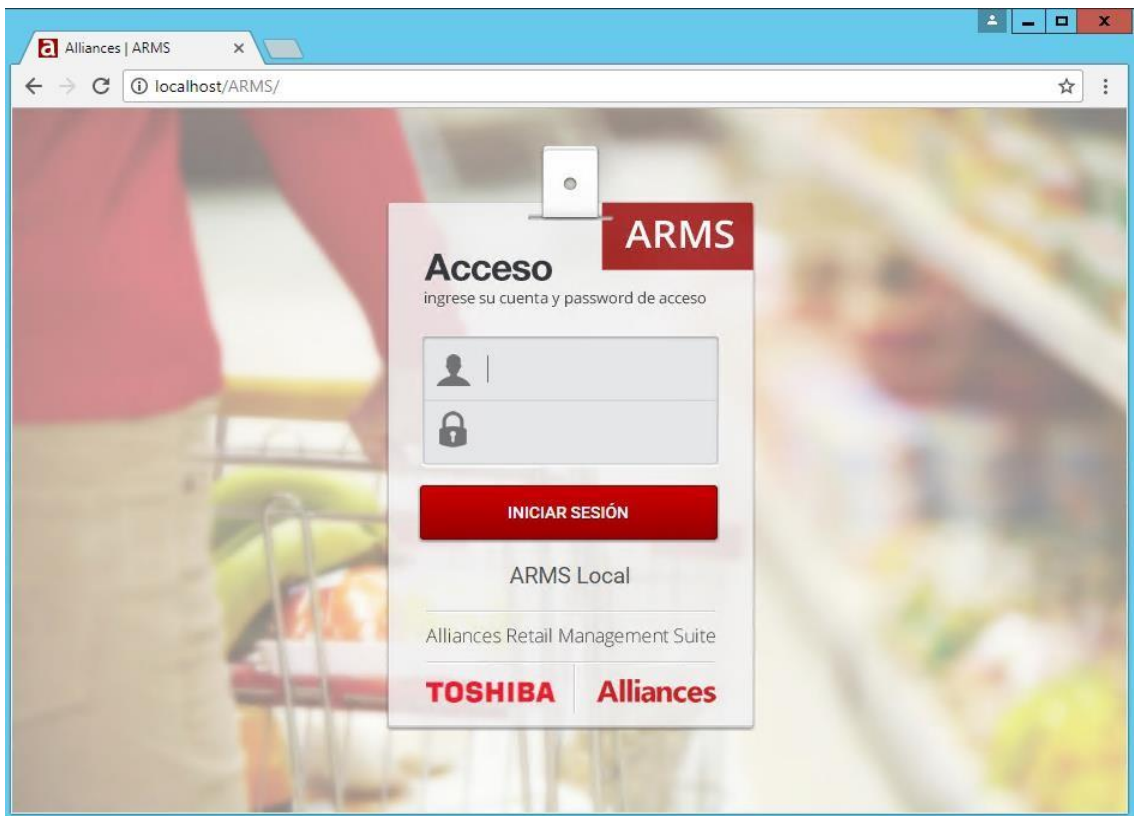 Alliances | ARMS
localhost/ARMS/
ARMS
Acceso
ingrese su cuenta y password de acceso
INICIAR SESIÓN
ARMS Local
Alliances Retail Management Suite
TOSHIBA Alliances